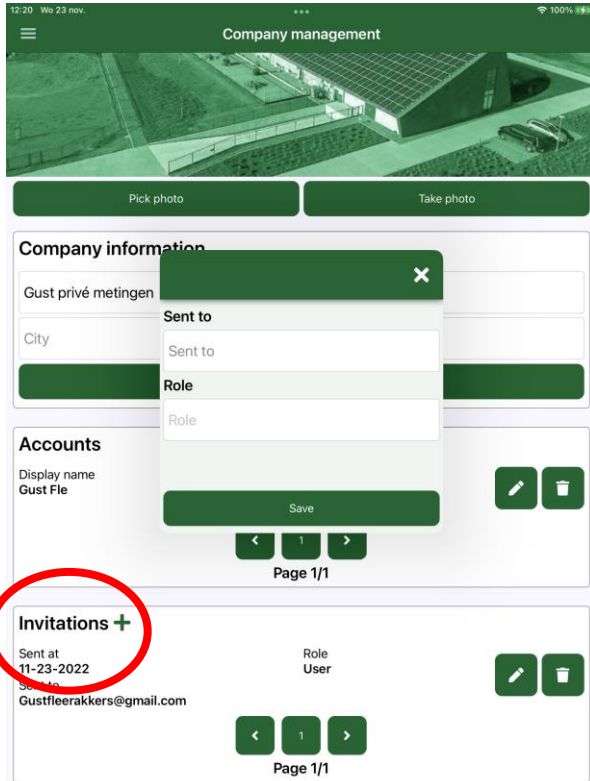 12:20 Wo 23 nov. 100%
Company management
Pick photo Take photo
Company information
Gust privé metingen
City
Sent to
Sent to
Role
Role
Save
Accounts
Display name
Gust Fle
1
Page 1/1
Invitations +
Sent at Role
11-23-2022 User
Sent to
Gustfleerakkers@gmail.com
1
Page 1/1